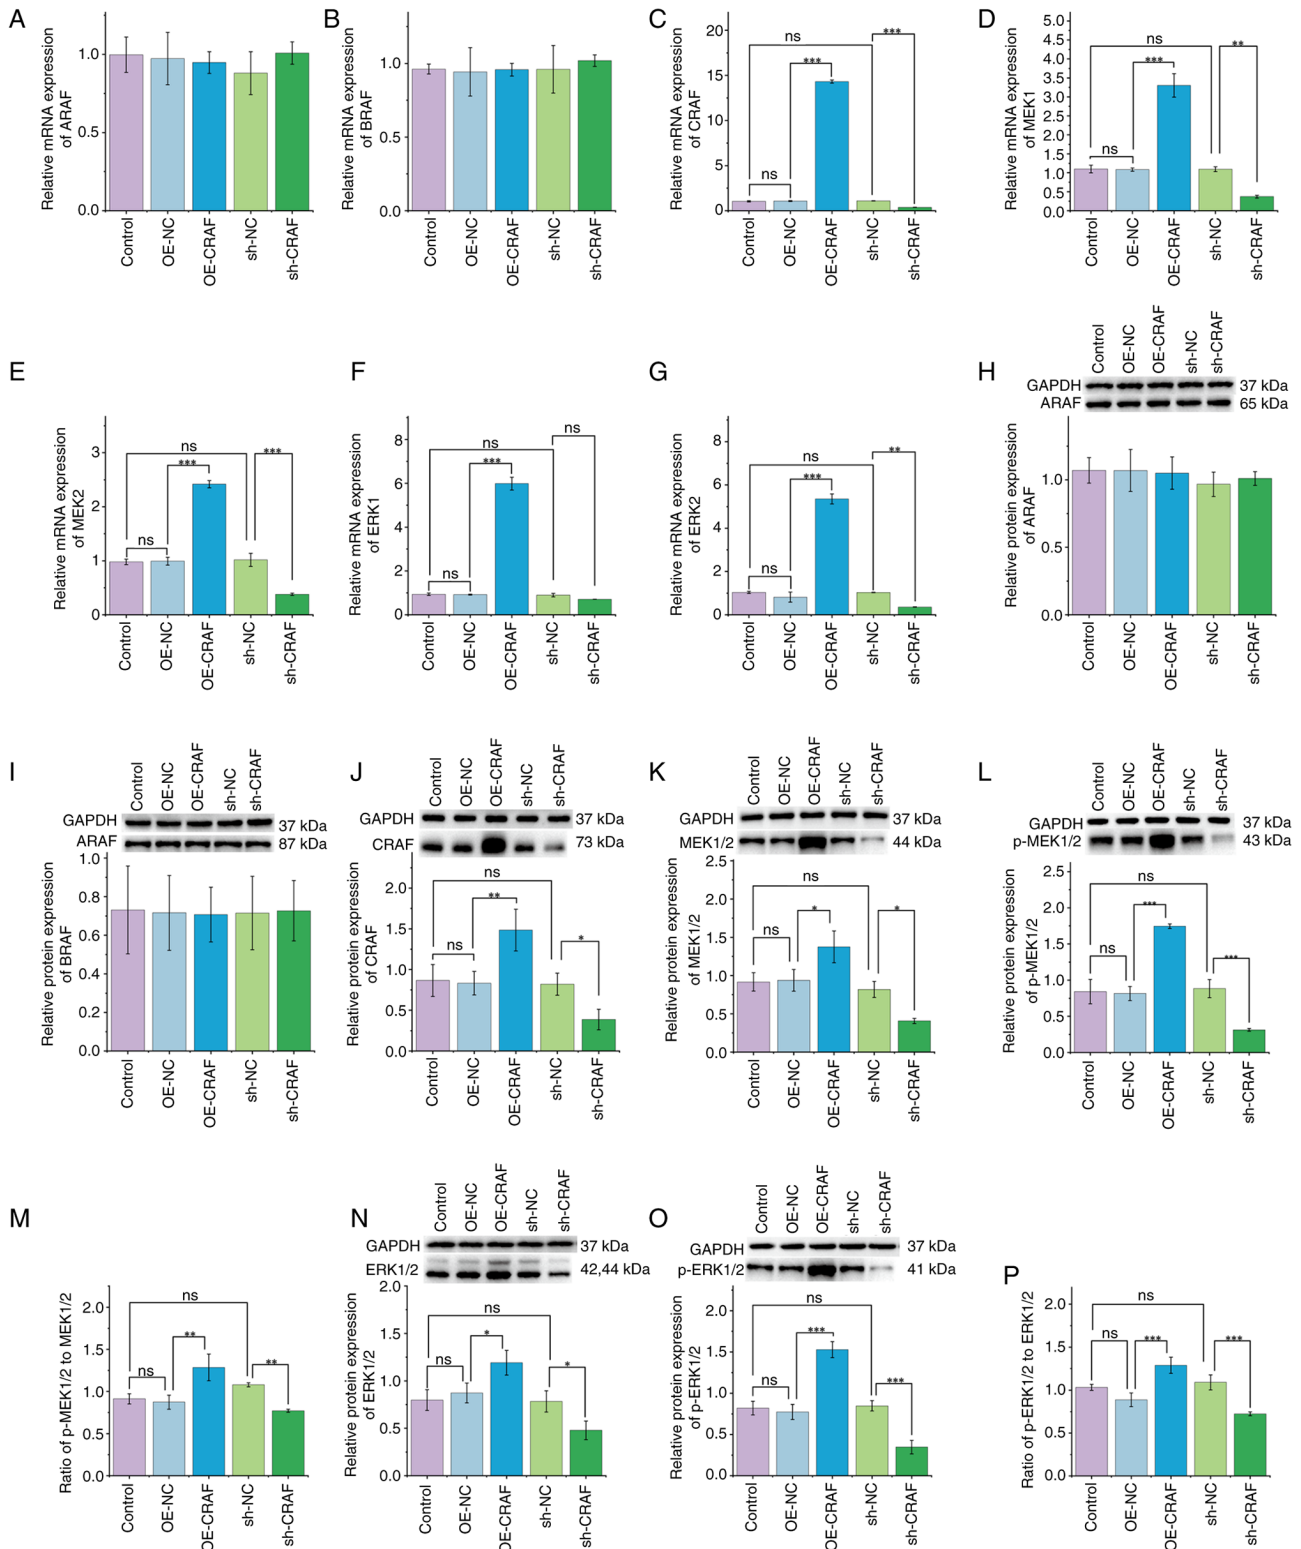 A
Relative mRNA expression
of ARAF
1.0
0.5
0.0
Control
OE-NC
OE-CRAF
sh-NC
sh-CRAF
B
Relative mRNA expression
of BRAF
1.0
0.5
0.0
Control
OE-NC
OE-CRAF
sh-NC
sh-CRAF
C
Relative mRNA expression
of CRAF
20
15
10
5
0
ns
***
***
ns
Control
OE-NC
OE-CRAF
sh-NC
sh-CRAF
D
Relative mRNA expression
of MEK1
5.0
4.5
4.0
3.5
3.0
2.5
2.0
1.5
1.0
0.5
0.0
ns
**
***
ns
Control
OE-NC
OE-CRAF
sh-NC
sh-CRAF
E
Relative mRNA expression
of MEK2
3
2
1
0
ns
***
***
ns
Control
OE-NC
OE-CRAF
sh-NC
sh-CRAF
F
Relative mRNA expression
of ERK1
8
6
4
2
0
ns
ns
***
ns
Control
OE-NC
OE-CRAF
sh-NC
sh-CRAF
G
Relative mRNA expression
of ERK2
8
6
4
2
0
**
ns
***
ns
Control
OE-NC
OE-CRAF
sh-NC
sh-CRAF
H
Control
OE-NC
OE-CRAF
sh-NC
sh-CRAF
GAPDH 37 kDa
ARAF 65 kDa
Relative protein expression
of ARAF
1.0
0.5
0.0
Control
OE-NC
OE-CRAF
sh-NC
sh-CRAF
I
Control
OE-NC
OE-CRAF
sh-NC
sh-CRAF
GAPDH 37 kDa
ARAF 87 kDa
Relative protein expression
of BRAF
1.0
0.8
0.6
0.4
0.2
0.0
Control
OE-NC
OE-CRAF
sh-NC
sh-CRAF
J
Control
OE-NC
OE-CRAF
sh-NC
sh-CRAF
GAPDH 37 kDa
CRAF 73 kDa
Relative protein expression
of CRAF
2.0
1.5
1.0
0.5
0.0
ns
**
ns
*
Control
OE-NC
OE-CRAF
sh-NC
sh-CRAF
K
Control
OE-NC
OE-CRAF
sh-NC
sh-CRAF
GAPDH 37 kDa
MEK1/2 44 kDa
Relative protein expression
of MEK1/2
2.5
2.0
1.5
1.0
0.5
0.0
ns
*
*
ns
Control
OE-NC
OE-CRAF
sh-NC
sh-CRAF
L
Control
OE-NC
OE-CRAF
sh-NC
sh-CRAF
GAPDH 37 kDa
p-MEK1/2 43 kDa
Relative protein expression
of p-MEK1/2
2.5
2.0
1.5
1.0
0.5
0.0
ns
***
ns
***
Control
OE-NC
OE-CRAF
sh-NC
sh-CRAF
M
Ratio of p-MEK1/2 to MEK1/2
2.0
1.5
1.0
0.5
0.0
ns
**
**
ns
Control
OE-NC
OE-CRAF
sh-NC
sh-CRAF
N
Control
OE-NC
OE-CRAF
sh-NC
sh-CRAF
GAPDH 37 kDa
ERK1/2 42,44 kDa
Relative protein expression
of ERK1/2
2.0
1.5
1.0
0.5
0.0
ns
*
ns
*
Control
OE-NC
OE-CRAF
sh-NC
sh-CRAF
O
Control
OE-NC
OE-CRAF
sh-NC
sh-CRAF
GAPDH 37 kDa
p-ERK1/2 41 kDa
Relative protein expression
of p-ERK1/2
2.0
1.5
1.0
0.5
0.0
ns
***
ns
***
Control
OE-NC
OE-CRAF
sh-NC
sh-CRAF
P
Ratio of p-ERK1/2 to ERK1/2
2.0
1.5
1.0
0.5
0.0
ns
ns
***
***
Control
OE-NC
OE-CRAF
sh-NC
sh-CRAF